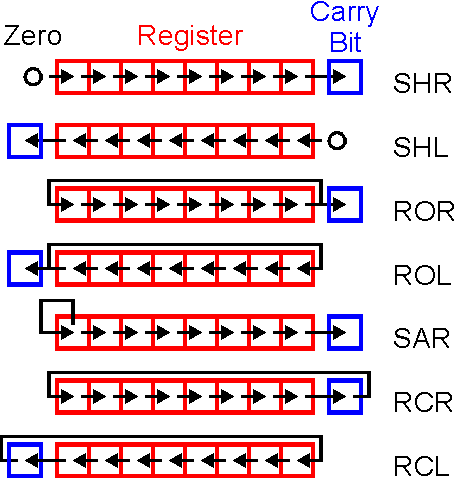 Zero Register Carry Bit
SHR
SHL
ROR
ROL
SAR
RCR
RCL